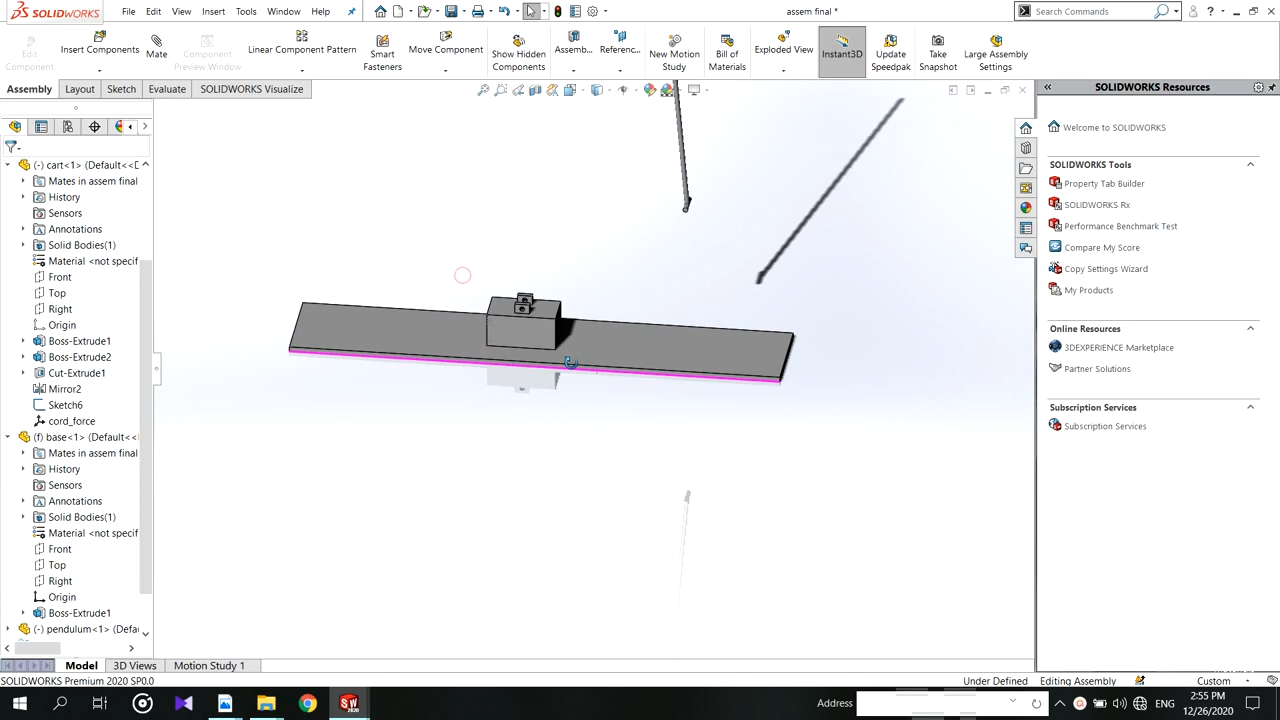 SOLIDWORKS
File Edit View Insert Tools Window Help
assem final *
Search Commands
Edit Component
Insert Components
Mate
Component Preview Window
Linear Component Pattern
Smart Fasteners
Move Component
Show Hidden Components
Assemb...
Referen...
New Motion Study
Bill of Materials
Exploded View
Instant3D
Update Speedpak
Take Snapshot
Large Assembly Settings
Assembly Layout Sketch Evaluate SOLIDWORKS Visualize
(-) cart<1> (Default<<D
Mates in assem final
History
Sensors
Annotations
Solid Bodies(1)
Material <not specif
Front
Top
Right
Origin
Boss-Extrude1
Boss-Extrude2
Cut-Extrude1
Mirror2
Sketch6
cord_force
(f) base<1> (Default<<
Mates in assem final
History
Sensors
Annotations
Solid Bodies(1)
Material <not specif
Front
Top
Right
Origin
Boss-Extrude1
(-) pendulum<1> (Defau
SOLIDWORKS Resources
Welcome to SOLIDWORKS
SOLIDWORKS Tools
Property Tab Builder
SOLIDWORKS Rx
Performance Benchmark Test
Compare My Score
Copy Settings Wizard
My Products
Online Resources
3DEXPERIENCE Marketplace
Partner Solutions
Subscription Services
Subscription Services
Model 3D Views Motion Study 1
SOLIDWORKS Premium 2020 SP0.0
Under Defined Editing Assembly Custom
Address
ENG
2:55 PM
12/26/2020